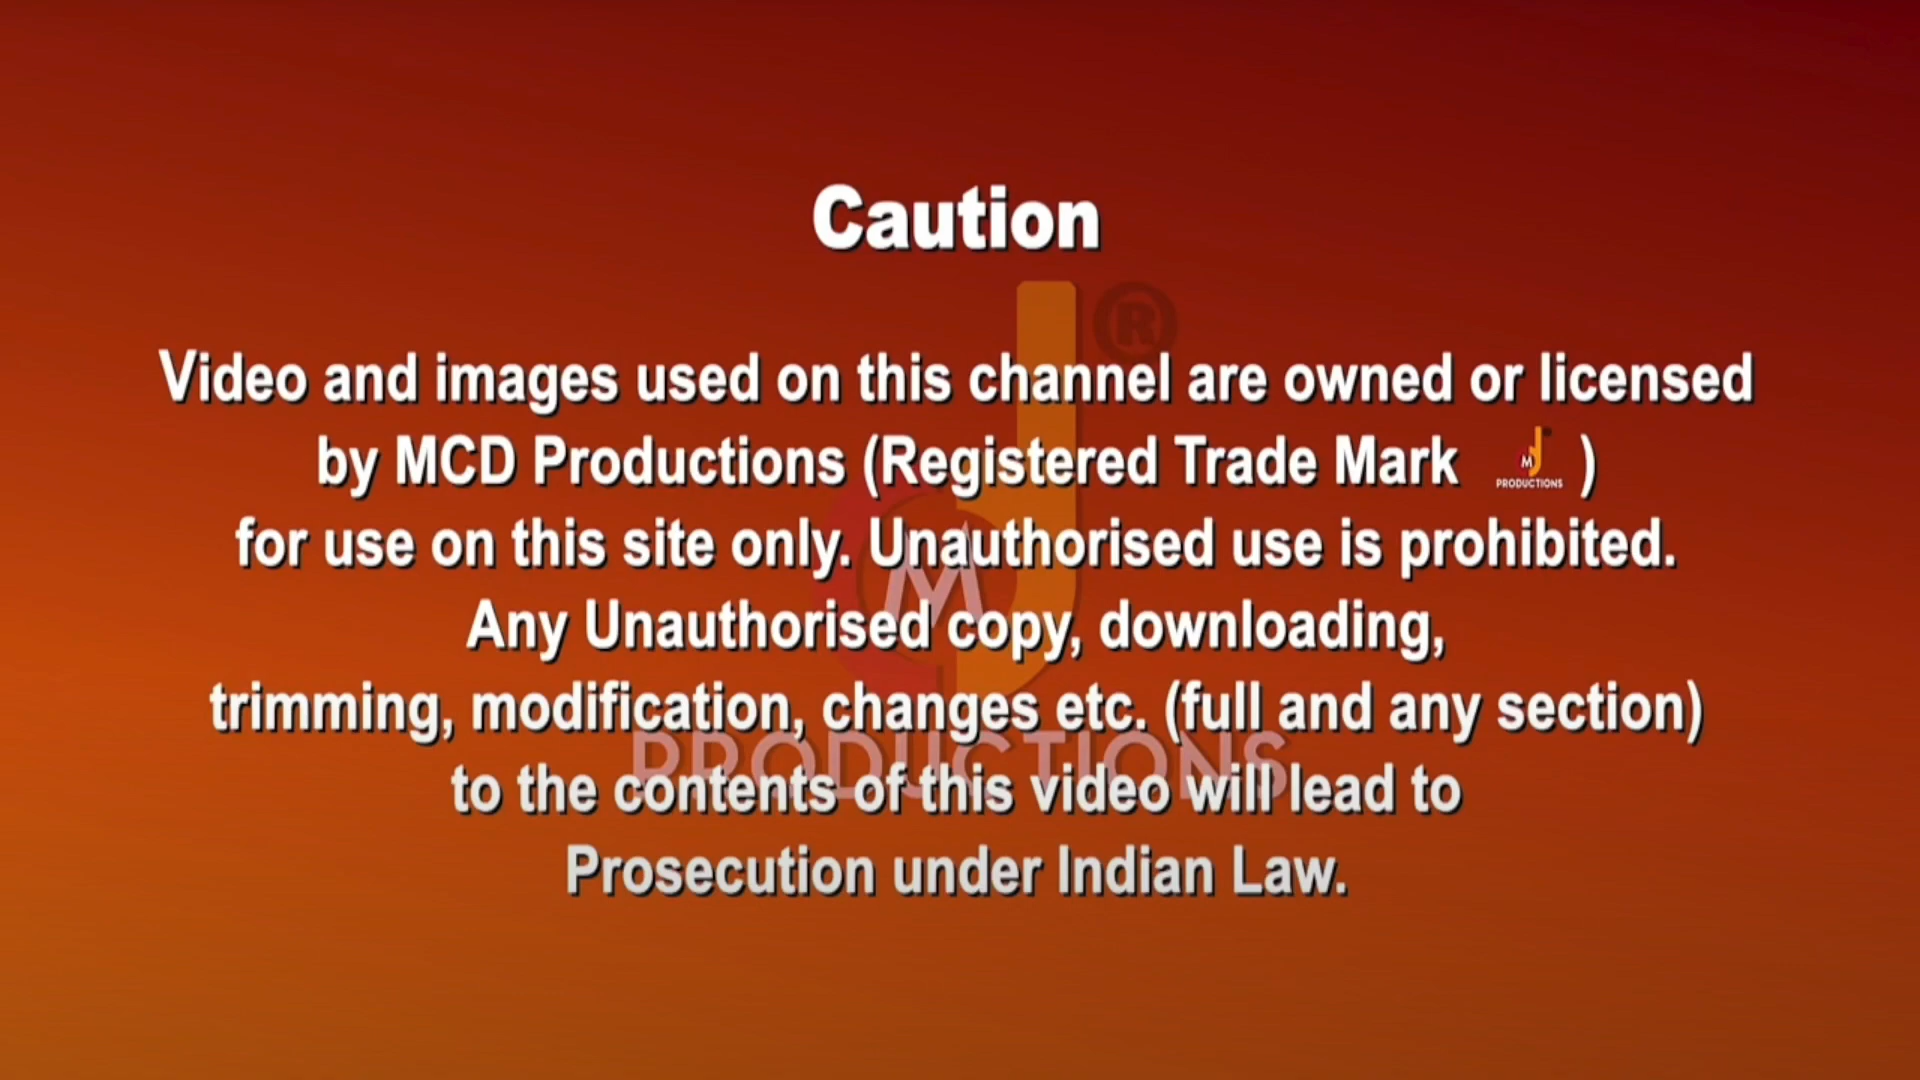 Caution
®
Video and images used on this channel are owned or licensed
by MCD Productions (Registered Trade Mark M PRODUCTIONS )
for use on this site only. Unauthorised use is prohibited.
M
Any Unauthorised copy, downloading,
trimming, modification, changes etc. (full and any section)
PRODUCTIONS
to the contents of this video will lead to
Prosecution under Indian Law.